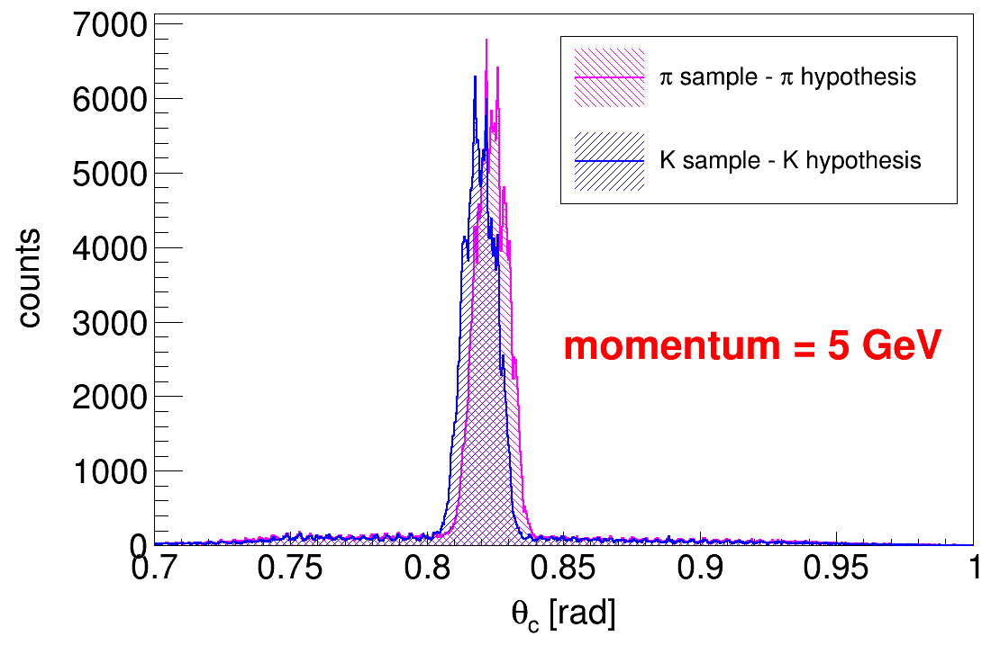 7000
6000
5000
4000
3000
2000
1000
0
counts
π sample - π hypothesis
K sample - K hypothesis
momentum = 5 GeV
0.7 0.75 0.8 0.85 0.9 0.95 1
θc [rad]